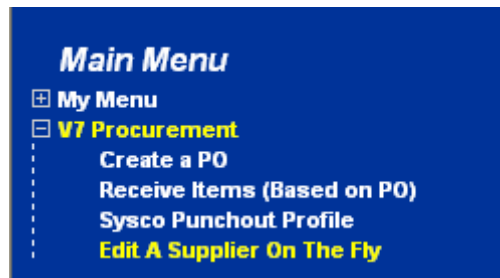 Main Menu
My Menu
V7 Procurement
Create a PO
Receive Items (Based on PO)
Sysco Punchout Profile
Edit A Supplier On The Fly